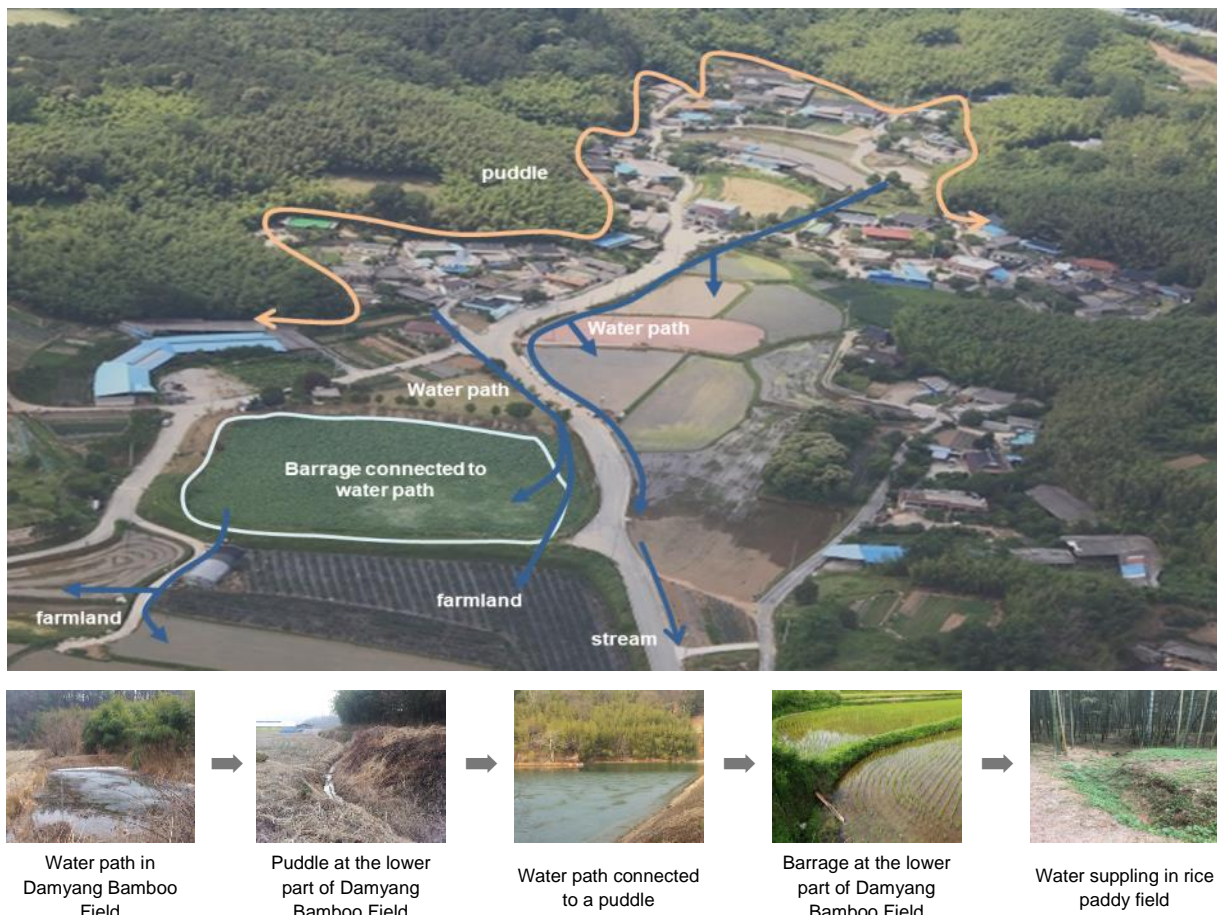 puddle
Water path
Water path
Barrage connected to
water path
farmland
farmland
stream
Water path in
Damyang Bamboo
Field
Puddle at the lower
part of Damyang
Bamboo Field
Water path connected
to a puddle
Barrage at the lower
part of Damyang
Bamboo Field
Water suppling in rice
paddy field